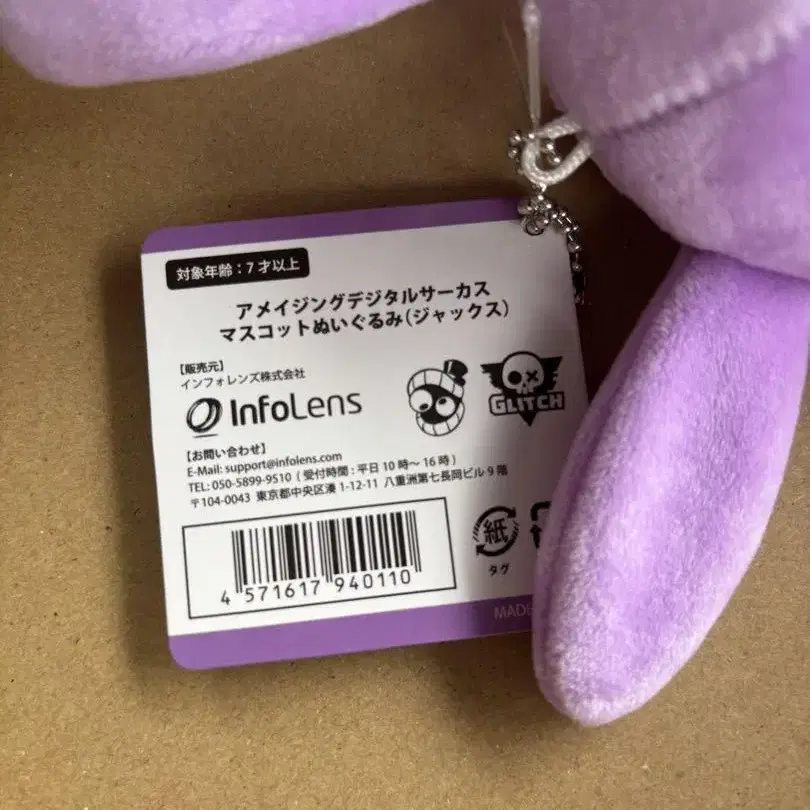 対象年齢：7才以上
アメイジングデジタルサーカス
マスコットぬいぐるみ（ジャックス）
【販売元】
インフォレンズ株式会社
InfoLens
GLITCH
【お問い合わせ】
E-Mail: support@infolens.com
TEL: 050-5899-9510（受付時間：平日10時～16時）
〒104-0043 東京都中央区湊 1-12-11 八重洲第七長岡ビル9階
4 571617 940110
紙
タグ
MADE